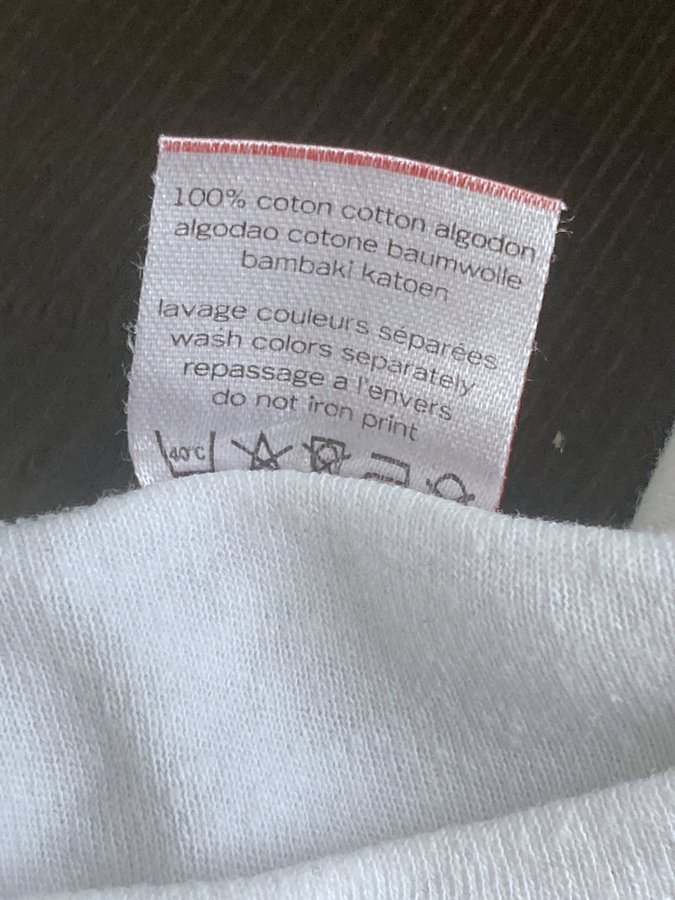 100% coton cotton algodon
algodao cotone baumwolle
bambaki katoen
lavage couleurs séparées
wash colors separately
repassage a l'envers
do not iron print
40°C